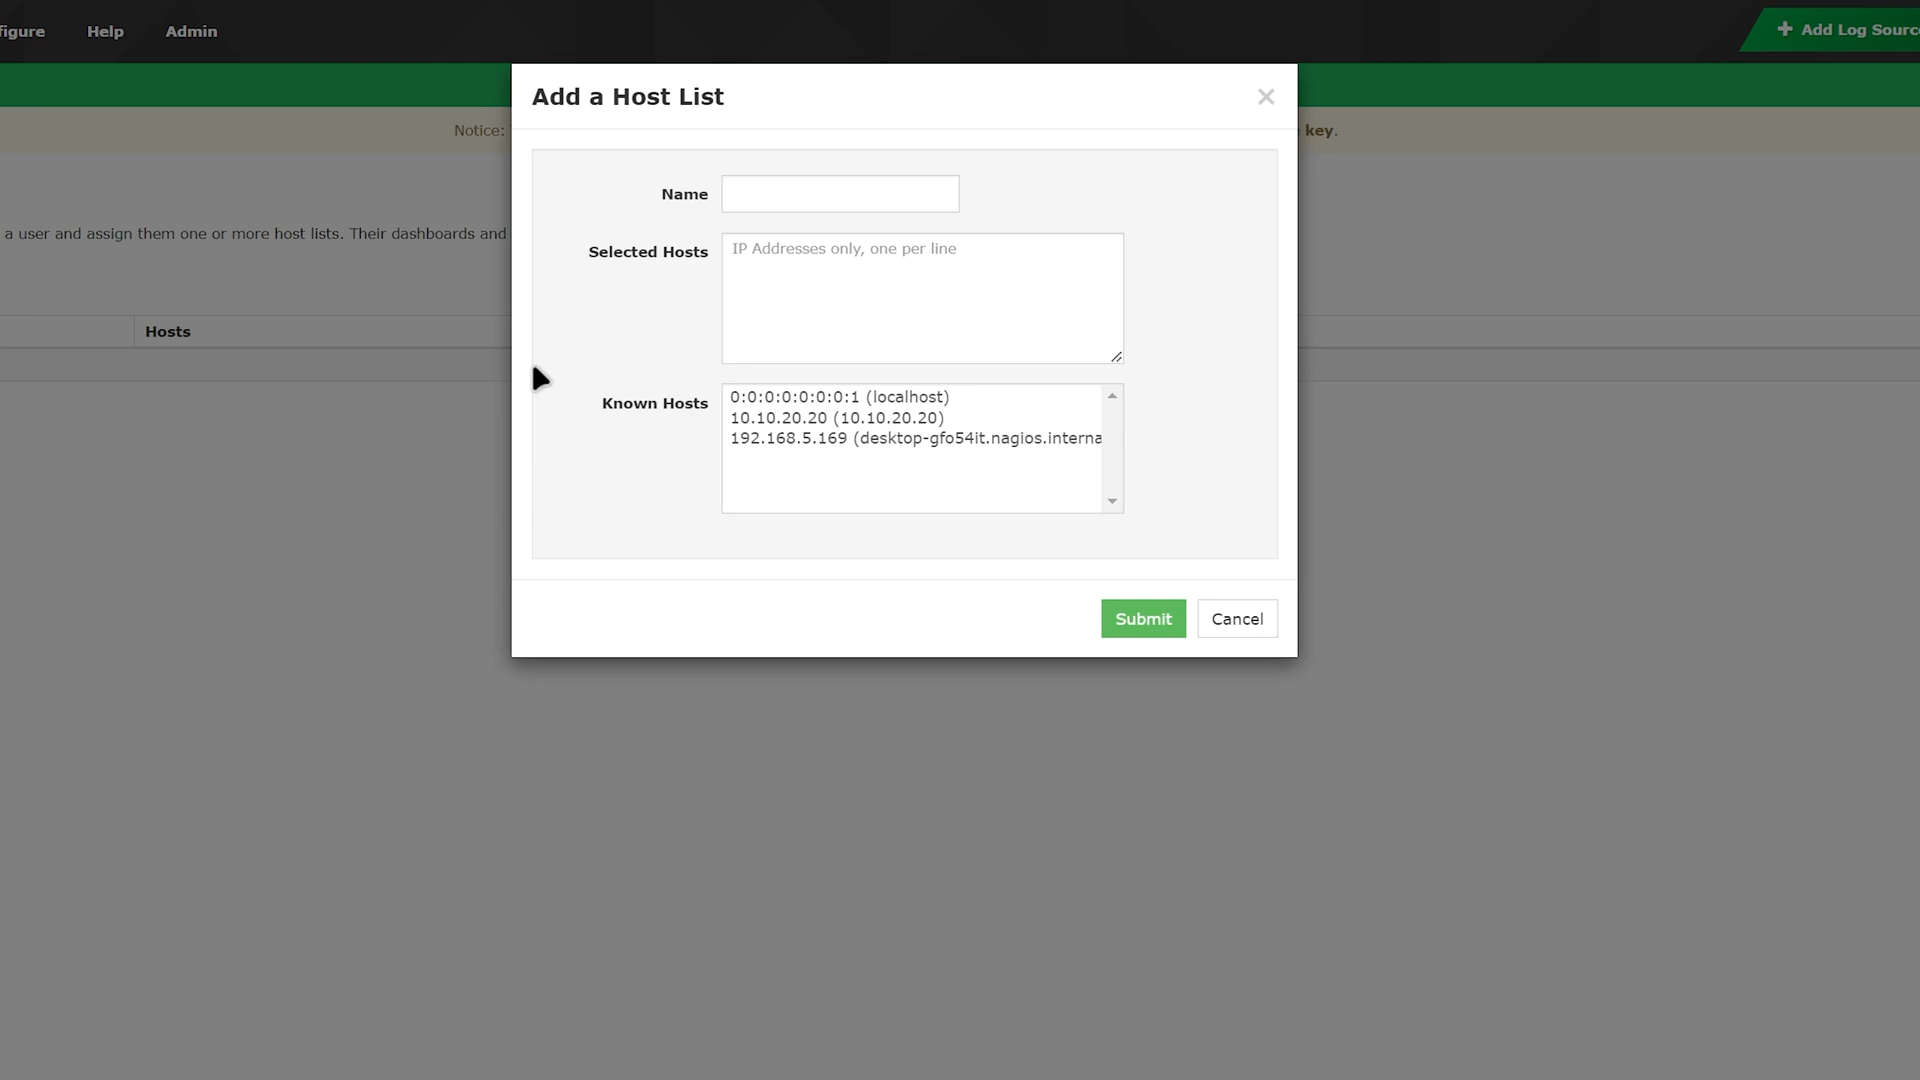 figure Help Admin
+ Add Log Sourc
Add a Host List ×
Notice:
key.
Name
a user and assign them one or more host lists. Their dashboards and
Selected Hosts IP Addresses only, one per line
Hosts
Known Hosts 0:0:0:0:0:0:0:1 (localhost)
10.10.20.20 (10.10.20.20)
192.168.5.169 (desktop-gfo54it.nagios.interna
Submit Cancel